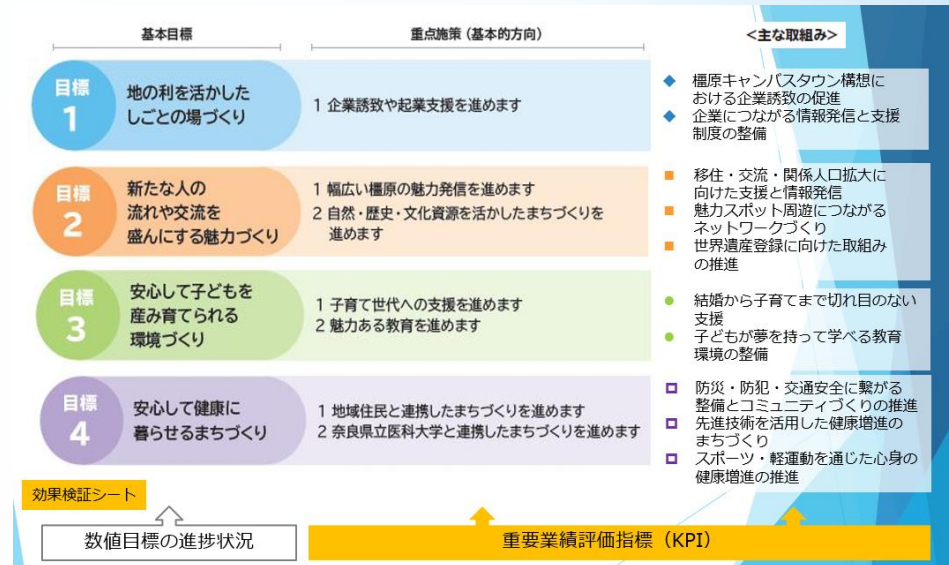 基本目標
重点施策（基本的方向）
<主な取組み>
目標
1
地の利を活かした
しごとの場づくり
1 企業誘致や起業支援を進めます
◆ 橿原キャンパスタウン構想に
おける企業誘致の促進
◆ 企業につながる情報発信と支援
制度の整備
目標
2
新たな人の
流れや交流を
盛んにする魅力づくり
1 幅広い橿原の魅力発信を進めます
2 自然・歴史・文化資源を活かしたまちづくりを
進めます
■ 移住・交流・関係人口拡大に
向けた支援と情報発信
■ 魅力スポット周遊につながる
ネットワークづくり
■ 世界遺産登録に向けた取組み
の推進
目標
3
安心して子どもを
産み育てられる
環境づくり
1 子育て世代への支援を進めます
2 魅力ある教育を進めます
● 結婚から子育てまで切れ目のない
支援
● 子どもが夢を持って学べる教育
環境の整備
目標
4
安心して健康に
暮らせるまちづくり
1 地域住民と連携したまちづくりを進めます
2 奈良県立医科大学と連携したまちづくりを進めます
□ 防災・防犯・交通安全に繋がる
整備とコミュニティづくりの推進
□ 先進技術を活用した健康増進の
まちづくり
□ スポーツ・軽運動を通じた心身の
健康増進の推進
効果検証シート
数値目標の進捗状況
重要業績評価指標（KPI）